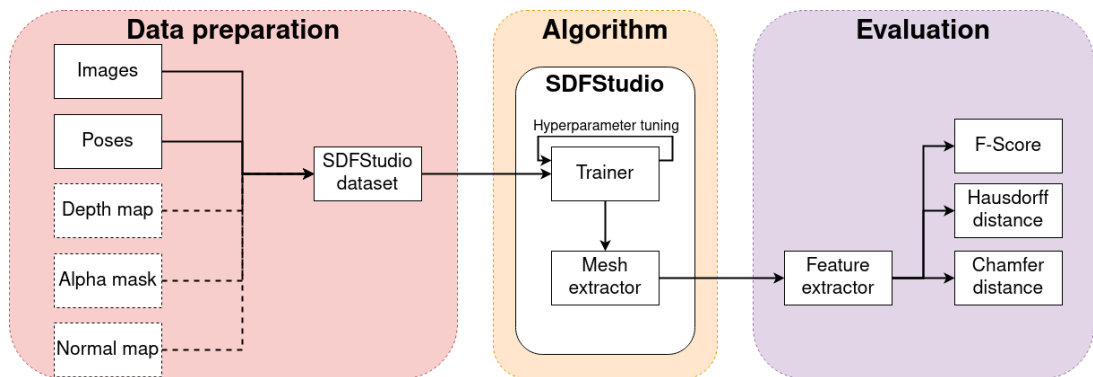 Data preparation
Images
Poses
Depth map
Alpha mask
Normal map
SDFStudio
dataset
Algorithm
SDFStudio
Hyperparameter tuning
Trainer
Mesh
extractor
Evaluation
Feature
extractor
F-Score
Hausdorff
distance
Chamfer
distance